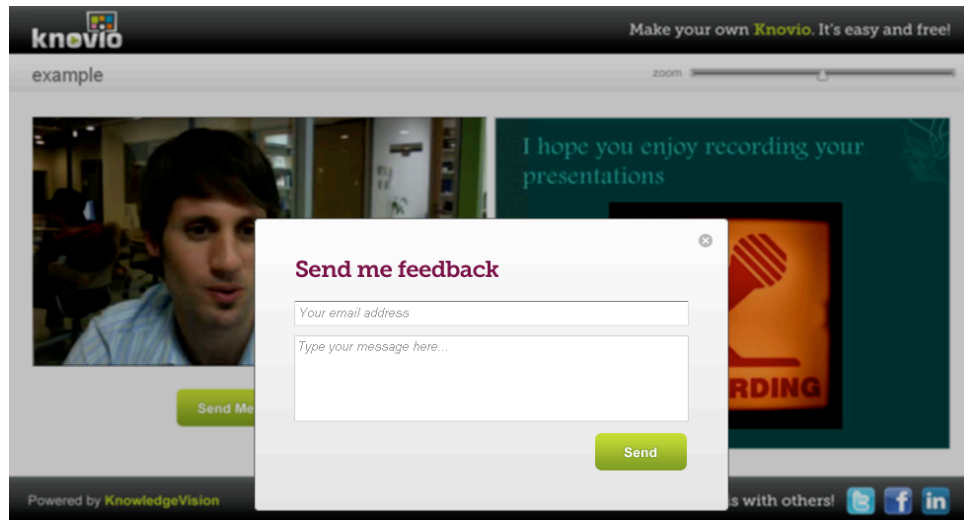 knovio
Make your own Knovio. It's easy and free!
example
zoom
I hope you enjoy recording your
presentations
Send me feedback
Your email address
Type your message here...
RDING
Send Me
Send
Powered by KnowledgeVision
is with others!